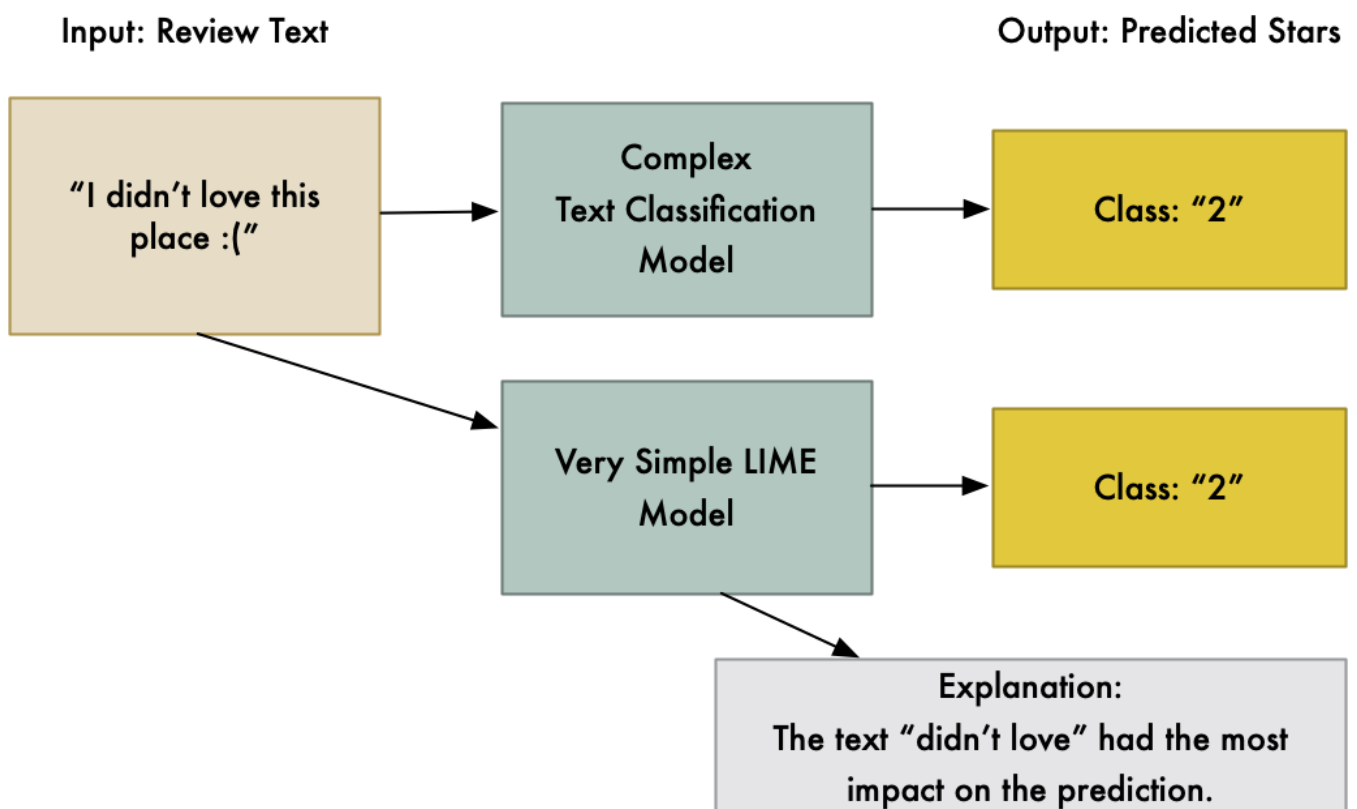 Input: Review Text
Output: Predicted Stars
“I didn’t love this
place :(”
Complex
Text Classification
Model
Class: “2”
Very Simple LIME
Model
Class: “2”
Explanation:
The text “didn’t love” had the most
impact on the prediction.